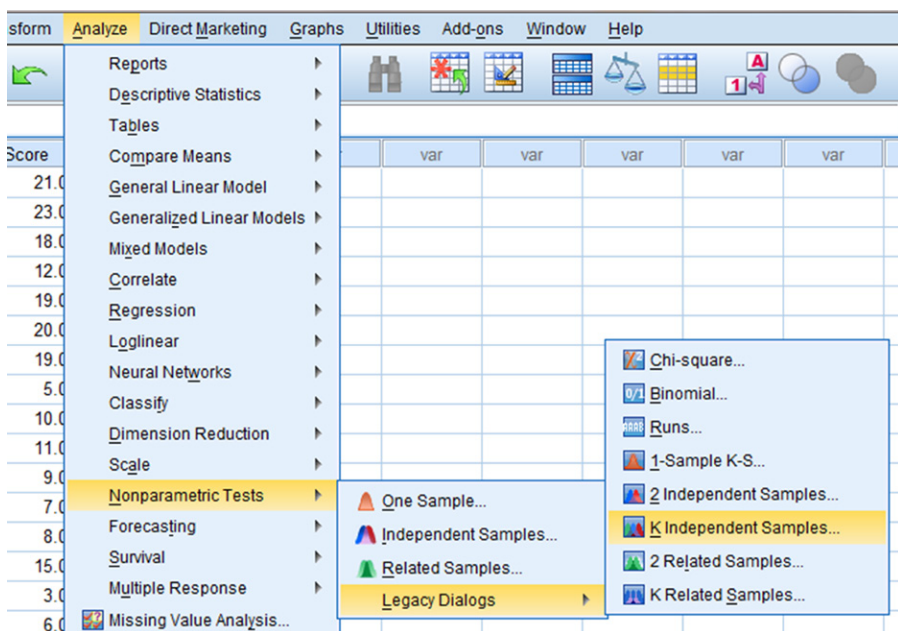 sform Analyze Direct Marketing Graphs Utilities Add-ons Window Help
A
1
Score
var var var var var
21.0
23.0
18.0
12.0
19.0
20.0
19.0
5.0
10.0
11.0
9.0
7.0
8.0
15.0
3.0
6.0
Reports
Descriptive Statistics
Tables
Compare Means
General Linear Model
Generalized Linear Models
Mixed Models
Correlate
Regression
Loglinear
Neural Networks
Classify
Dimension Reduction
Scale
Nonparametric Tests
Forecasting
Survival
Multiple Response
Missing Value Analysis...
One Sample...
Independent Samples...
Related Samples...
Legacy Dialogs
Chi-square...
0/1 Binomial...
AAAB Runs...
1-Sample K-S...
2 Independent Samples...
K Independent Samples...
2 Related Samples...
K Related Samples...